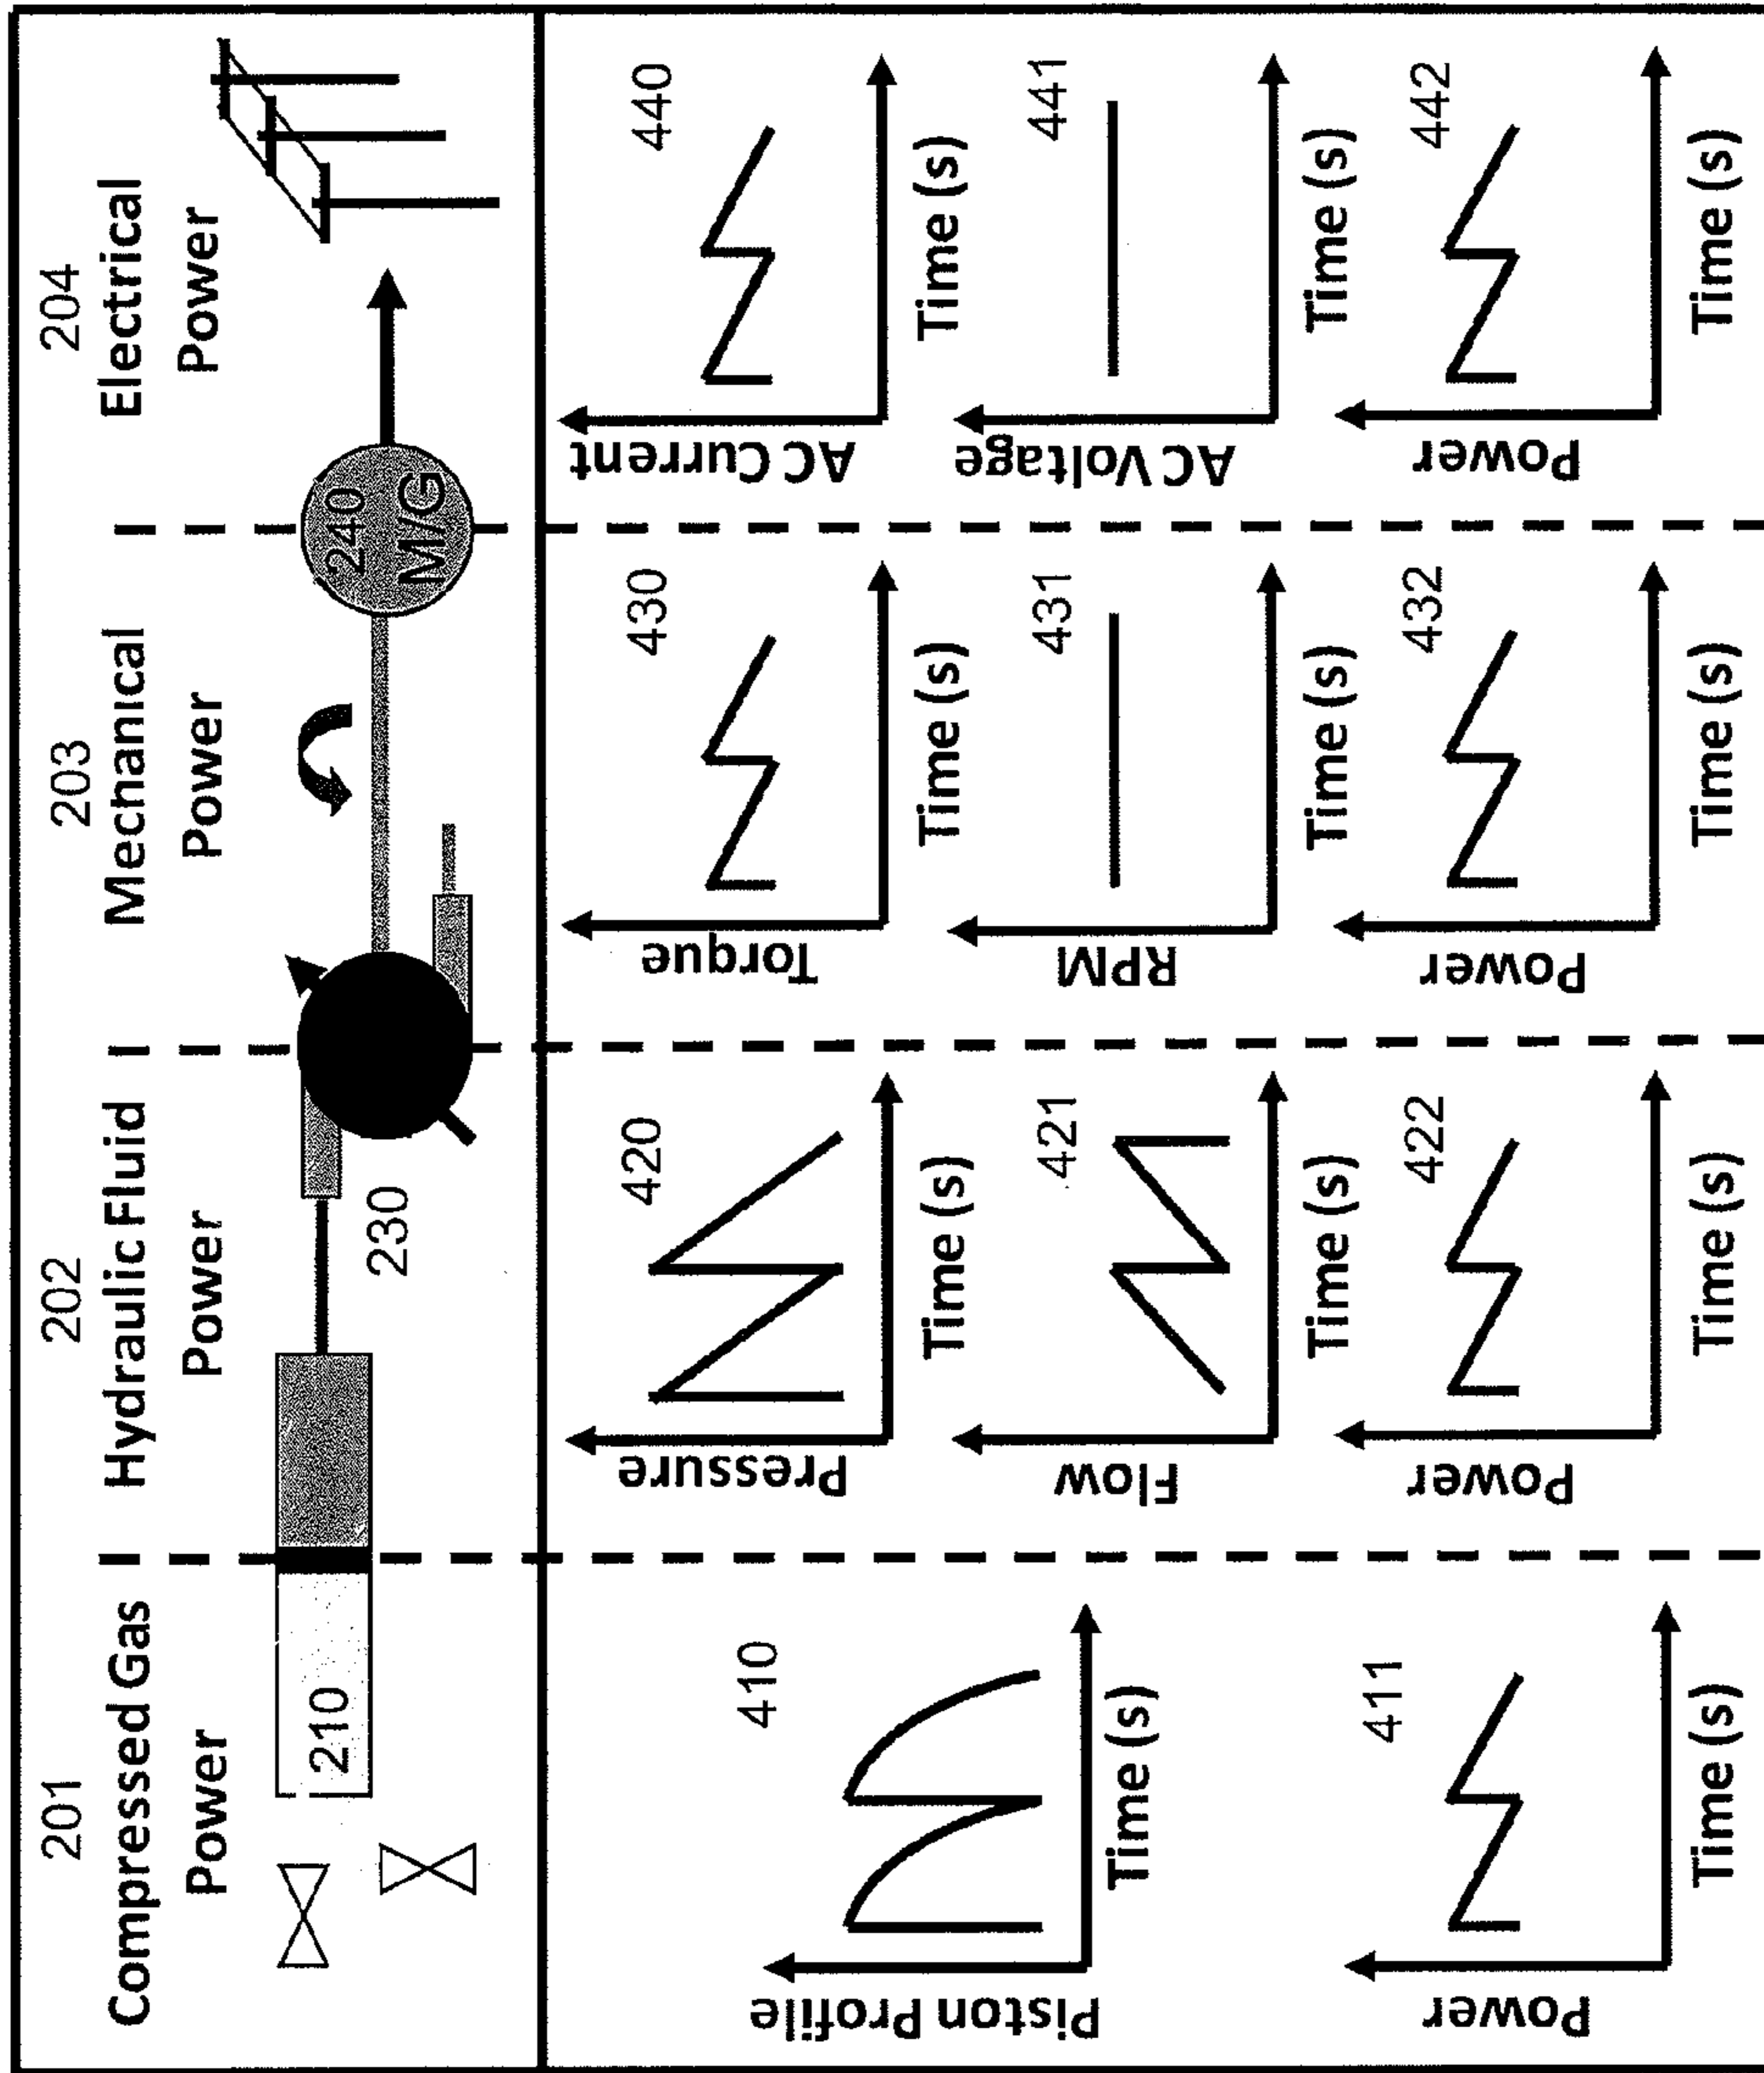 201
Compressed Gas
Power
210
202
Hydraulic Fluid
Power
230
203
Mechanical
Power
204
Electrical
Power
240
M/G
Piston Profile
410
Time (s)
Power
411
Time (s)
Pressure
420
Time (s)
Flow
421
Time (s)
Power
422
Time (s)
Torque
430
Time (s)
RPM
431
Time (s)
Power
432
Time (s)
AC Current
440
Time (s)
AC Voltage
441
Time (s)
Power
442
Time (s)